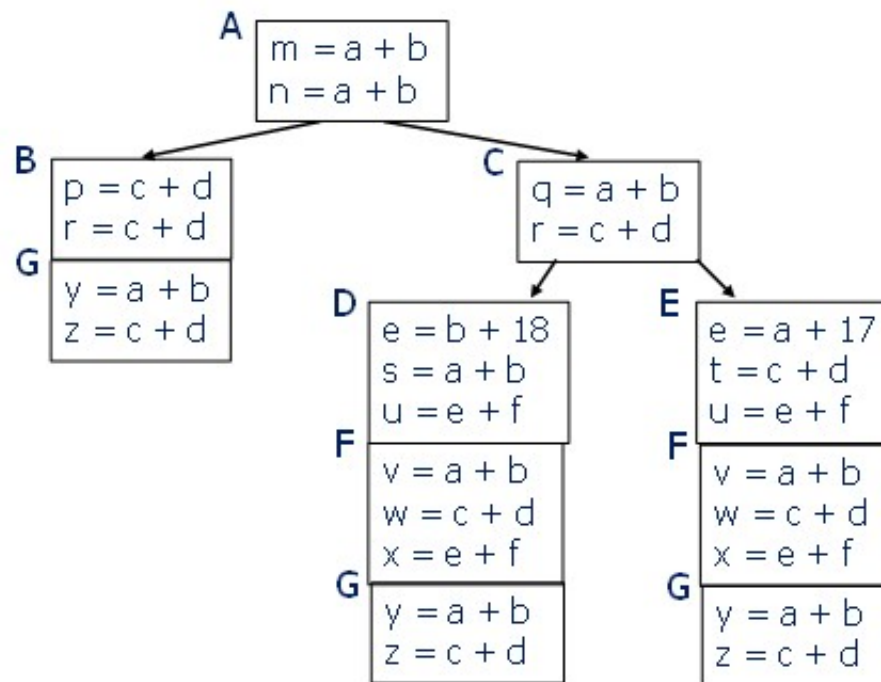 A
m = a + b
n = a + b
B
p = c + d
r = c + d
G
y = a + b
z = c + d
C
q = a + b
r = c + d
D
e = b + 18
s = a + b
u = e + f
F
v = a + b
w = c + d
x = e + f
G
y = a + b
z = c + d
E
e = a + 17
t = c + d
u = e + f
F
v = a + b
w = c + d
x = e + f
G
y = a + b
z = c + d